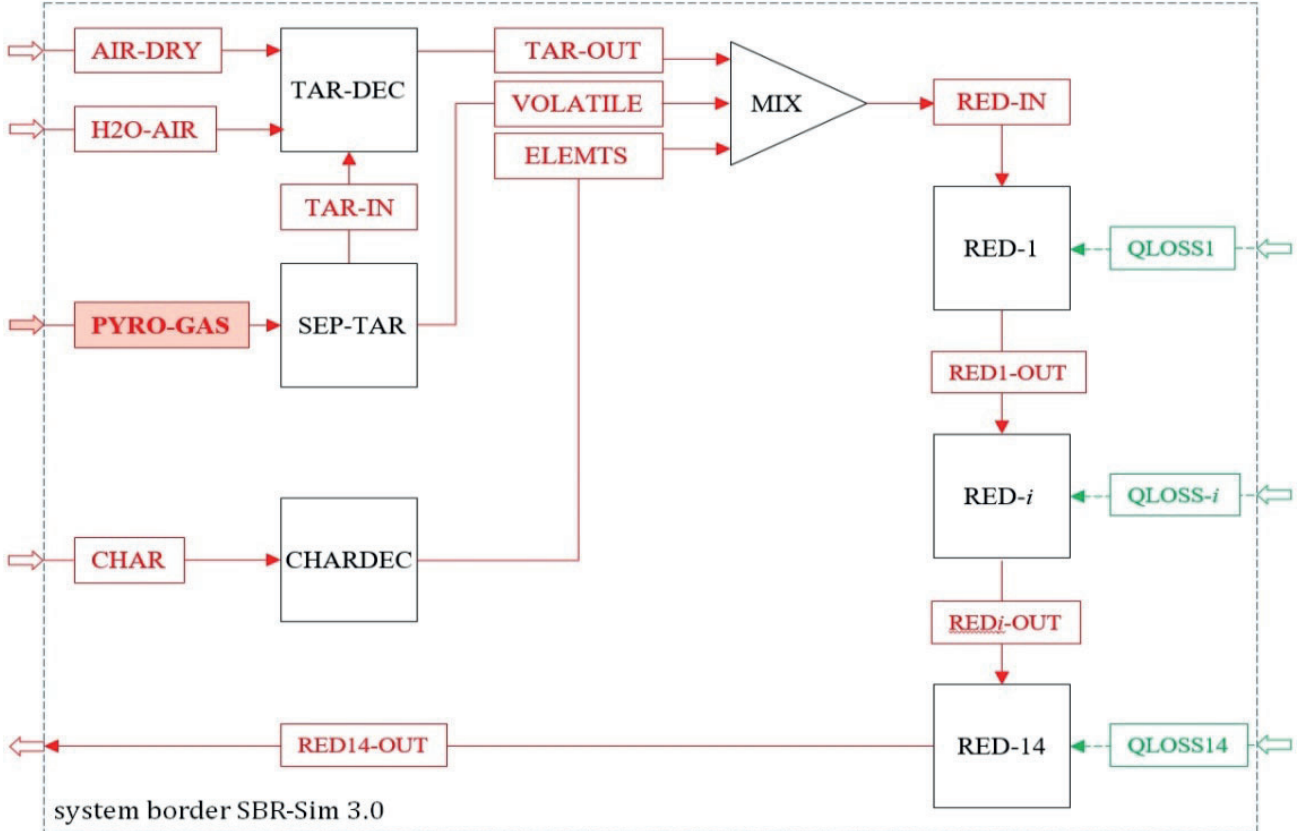 AIR-DRY
TAR-DEC
TAR-OUT
MIX
RED-IN
VOLATILE
H2O-AIR
ELEMTS
TAR-IN
RED-1
QLOSS1
PYRO-GAS
SEP-TAR
RED1-OUT
RED-i
QLOSS-i
CHAR
CHARDEC
REDi-OUT
RED14-OUT
RED-14
QLOSS14
system border SBR-Sim 3.0